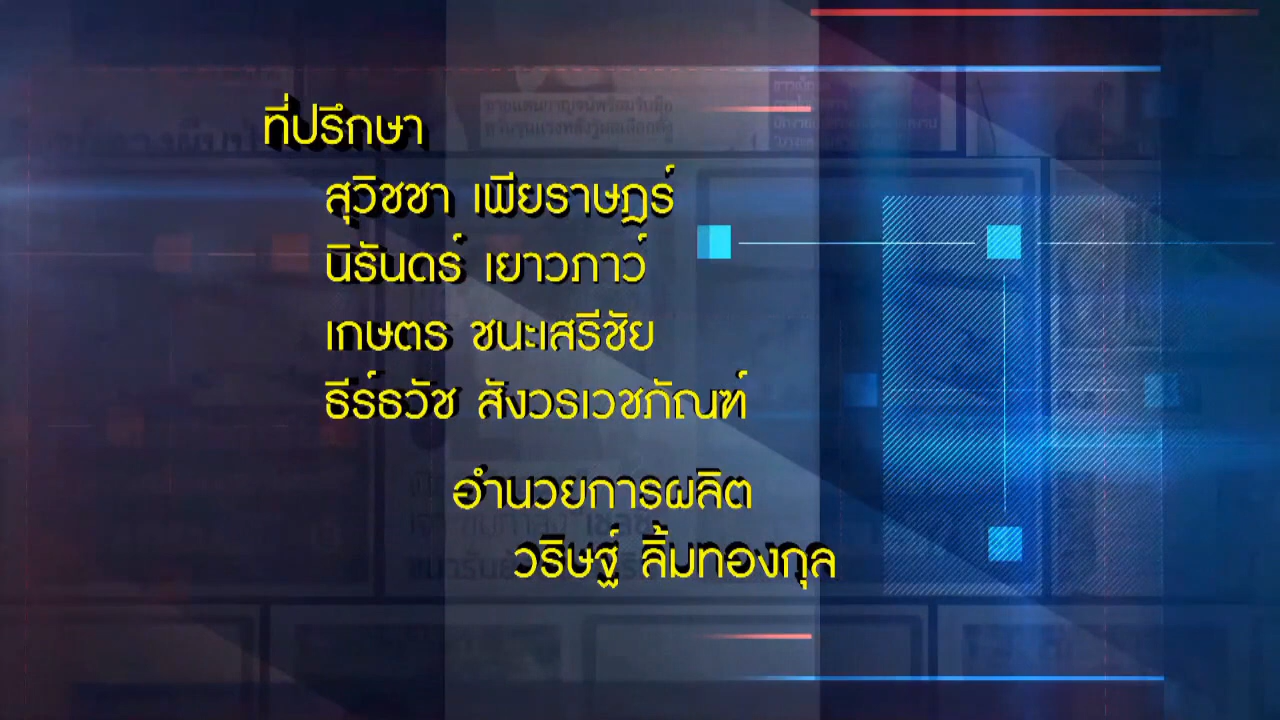 ที่ปรึกษา
สุวิชชา เพียราษฎร์
นิรันดร์ เยาวภาว์
เกษตร ชนะเสรีชัย
ธีร์ธวัช สังวรเวชภัณฑ์
อำนวยการผลิต
วริษฐ์ ลิ้มทองกุล